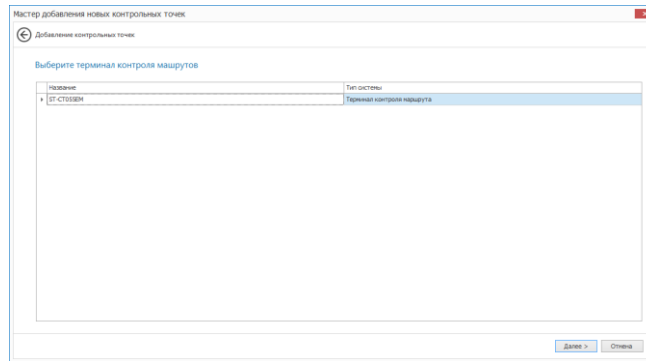 Мастер добавления новых контрольных точек
Добавление контрольных точек
Выберите терминал контроля машрутов
Название Тип системы
ST-CT03SEM Терминал контроля маршрута
Далее > Отмена